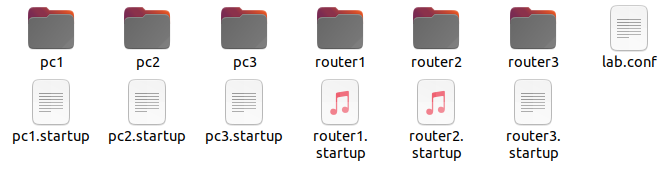 pc1 pc2 pc3 router1 router2 router3 lab.conf
pc1.startup pc2.startup pc3.startup router1. router2. router3.
startup startup startup